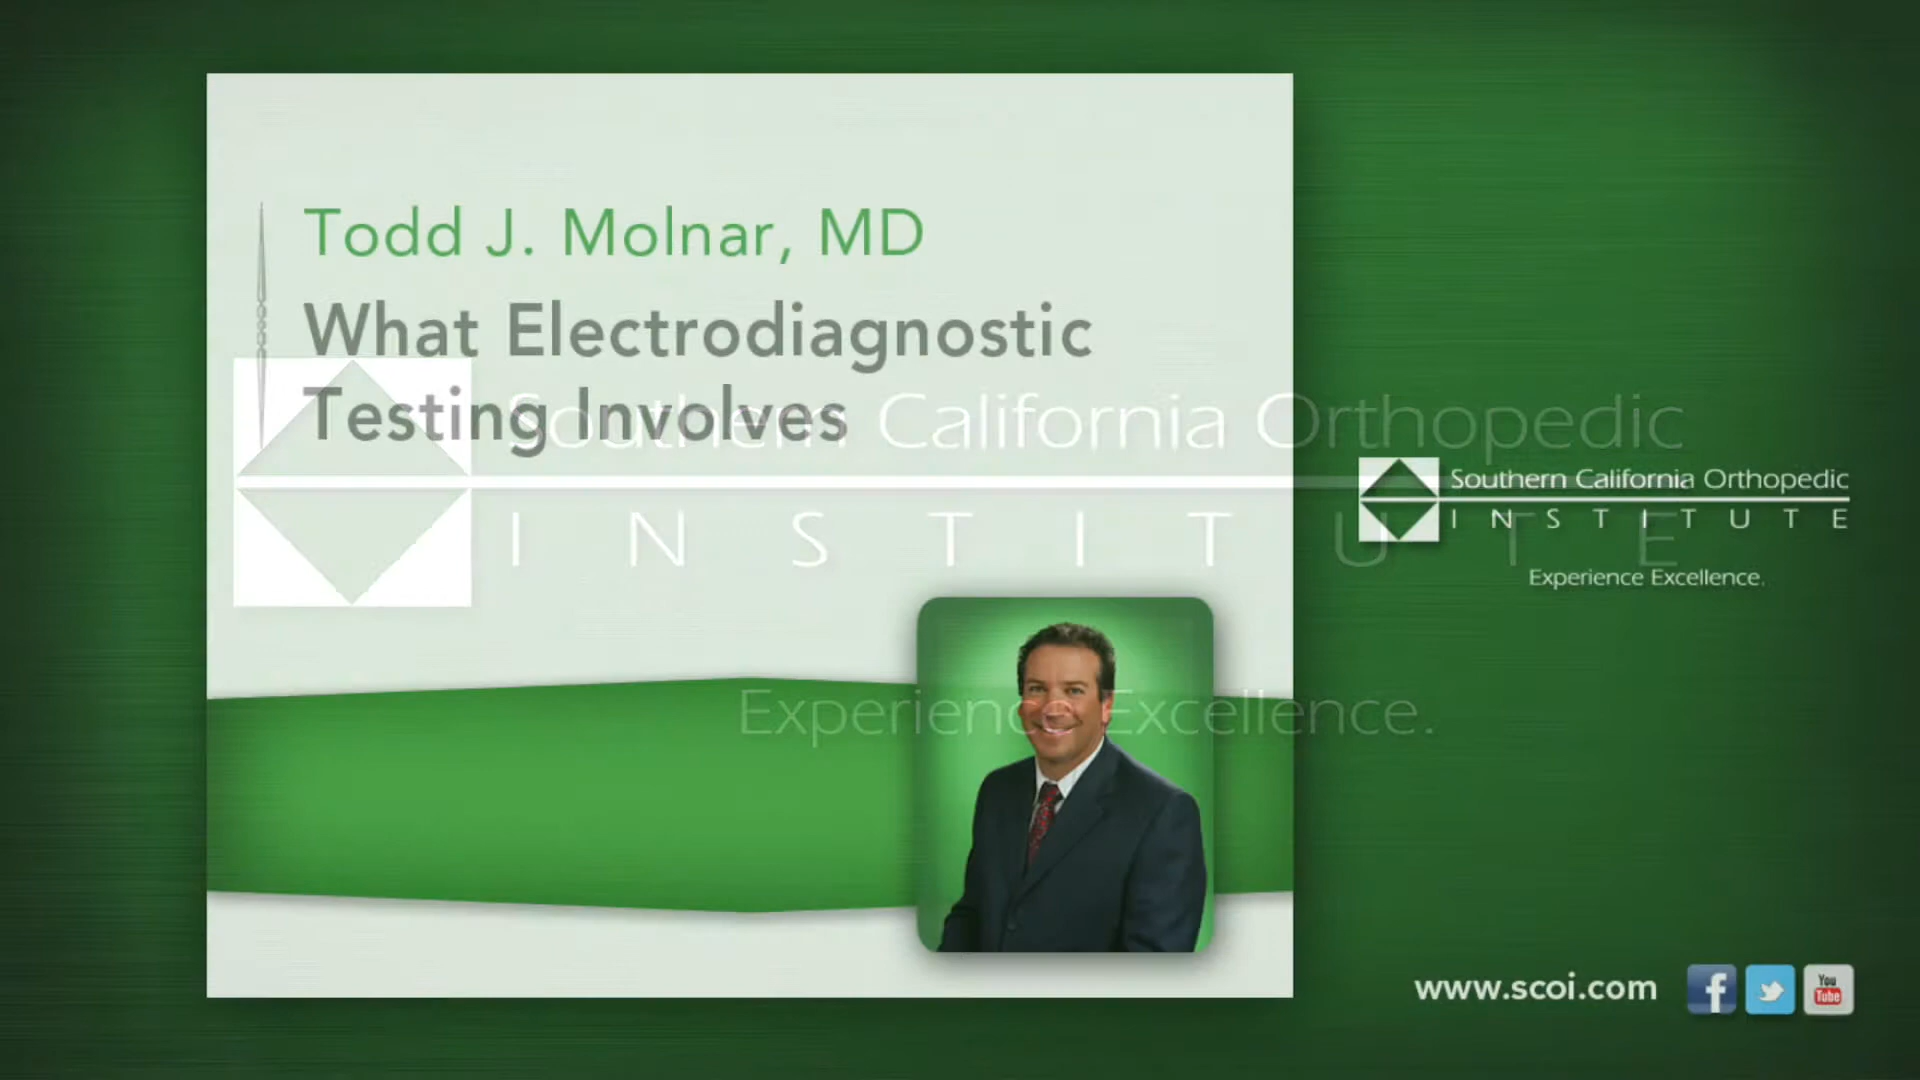 Todd J. Molnar, MD
What Electrodiagnostic
Testing Involves
Southern California Orthopedic
INSTITUTE
Experience Excellence.
Southern California Orthopedic
INSTITUTE
Experience Excellence.
www.scoi.com
f
You
Tube